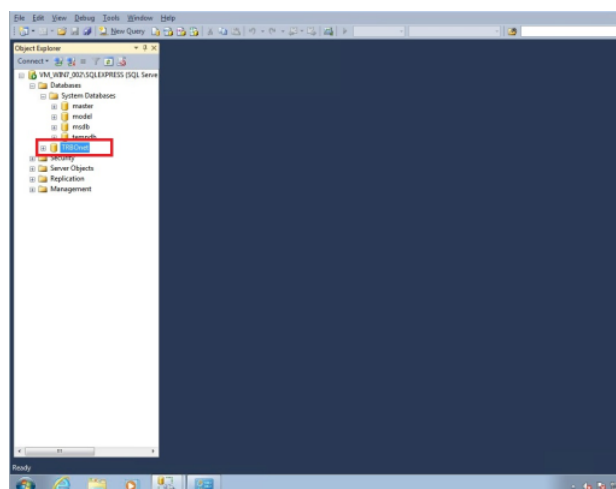 File Edit View Debug Tools Window Help
New Query
Object Explorer
Connect
VM_WIN7_002\SQLEXPRESS (SQL Serve
Databases
System Databases
master
model
msdb
tempdb
TRBOnet
Security
Server Objects
Replication
Management
Ready